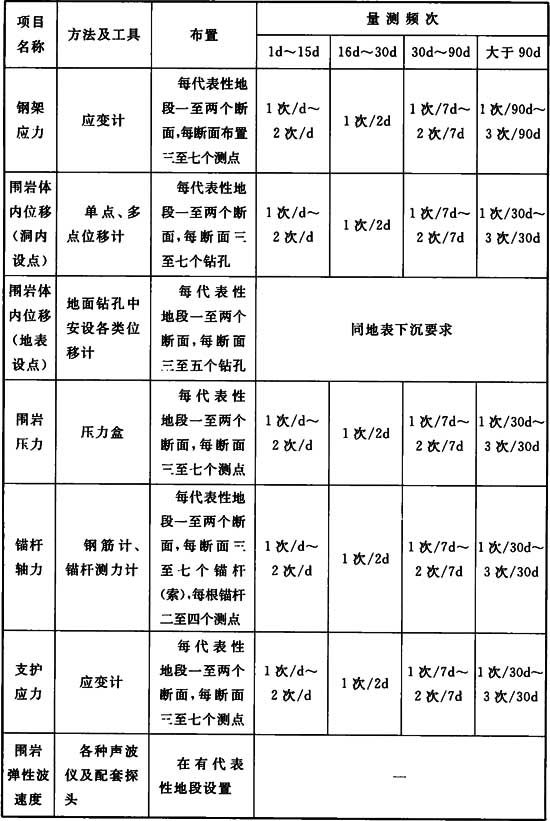 项目
名称
方法及工具
布置
量测频次
1d～15d
16d～30d
30d～90d
大于 90d
钢架
应力
应变计
每代表性地
段一至两个断
面,每断面布置
三至七个测点
1 次/d～
2 次/d
1 次/2d
1 次/7d～
2 次/7d
1 次/90d～
3 次/90d
围岩体
内位移
（洞内
设点）
单点、多
点位移计
每代表性地
段一至两个断
面,每断面三
至七个钻孔
1 次/d～
2 次/d
1 次/2d
1 次/7d～
2 次/7d
1 次/30d～
3 次/30d
围岩体
内位移
（地表
设点）
地面钻孔中
安设各类位
移计
每代表性
地段一至两个
断面,每断面
三至五个钻孔
同地表下沉要求
围岩
压力
压力盒
每代表性
地段一至两个
断面,每断面
三至七个测点
1 次/d～
2 次/d
1 次/2d
1 次/7d～
2 次/7d
1 次/30d～
3 次/30d
锚杆
轴力
钢筋计、
锚杆测力计
每代表性地
段一至两个断
面,每断面三
至七个锚杆
(索),每根锚杆
二至四个测点
1 次/d～
2 次/d
1 次/2d
1 次/7d～
2 次/7d
1 次/30d～
3 次/30d
支护
应力
应变计
每代表性
地段一至两个
断面,每断面
三至七个测点
1 次/d～
2 次/d
1 次/2d
1 次/7d～
2 次/7d
1 次/30d～
3 次/30d
围岩
弹性波
速度
各种声波
仪及配套探
头
在有代表
性地段设置
—